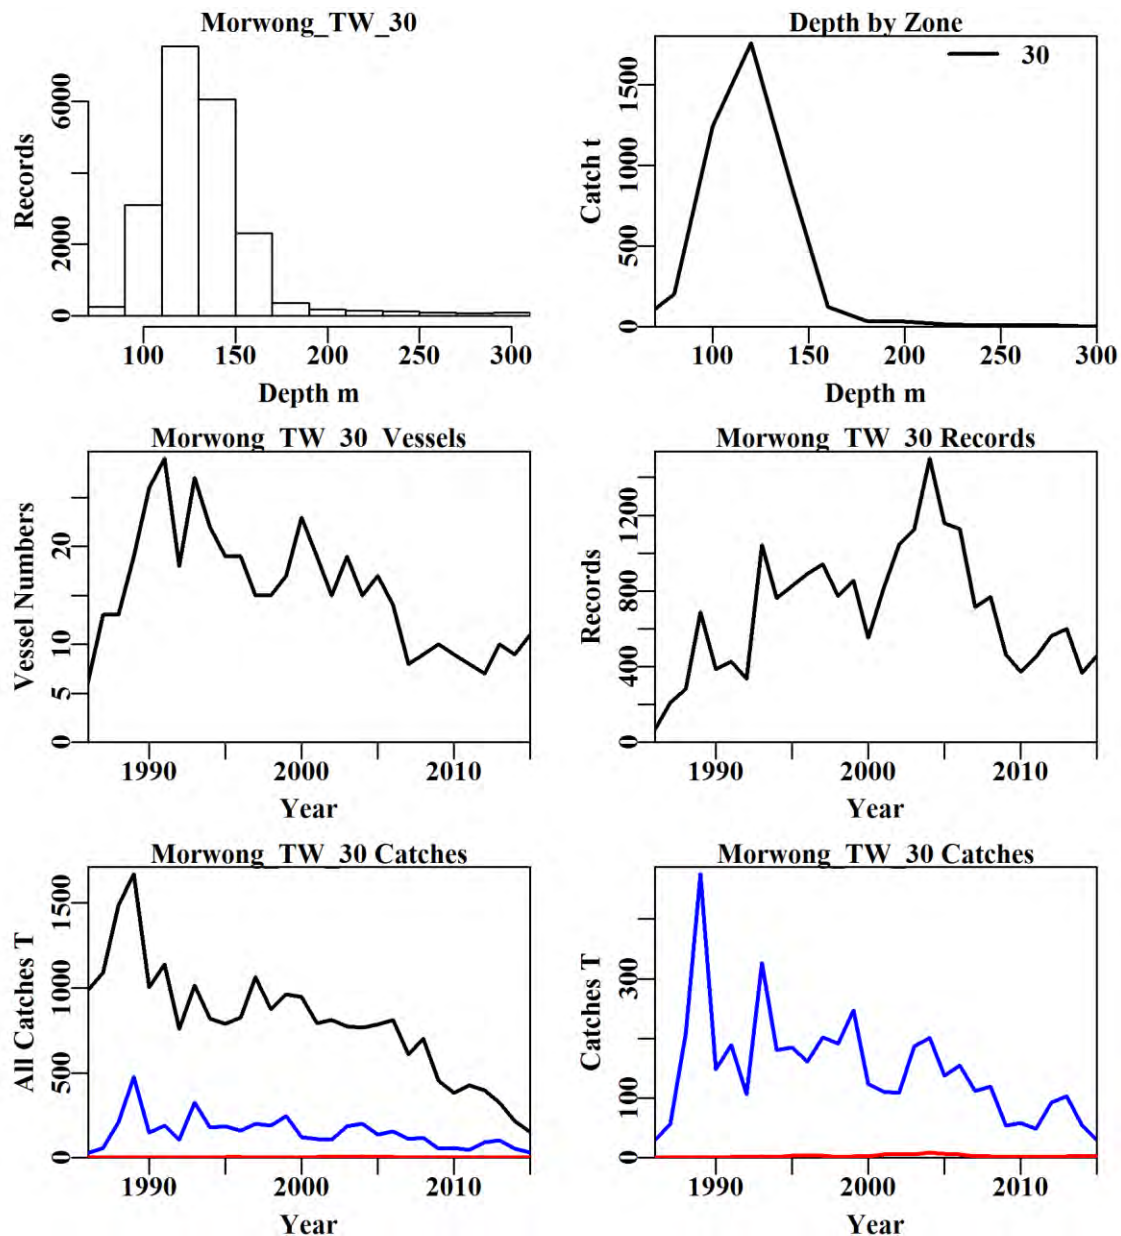 Morwong_TW_30
Records
0
2000
6000
100
150
200
250
300
Depth m
Depth by Zone
30
Catch t
0
500
1000
1500
100
150
200
250
300
Depth m
Morwong_TW_30_Vessels
Vessel Numbers
0
5
10
20
1990
2000
2010
Year
Morwong_TW_30 Records
Records
0
400
800
1200
1990
2000
2010
Year
Morwong_TW_30 Catches
All Catches T
0
500
1000
1500
1990
2000
2010
Year
Morwong_TW_30 Catches
Catches T
0
100
300
1990
2000
2010
Year